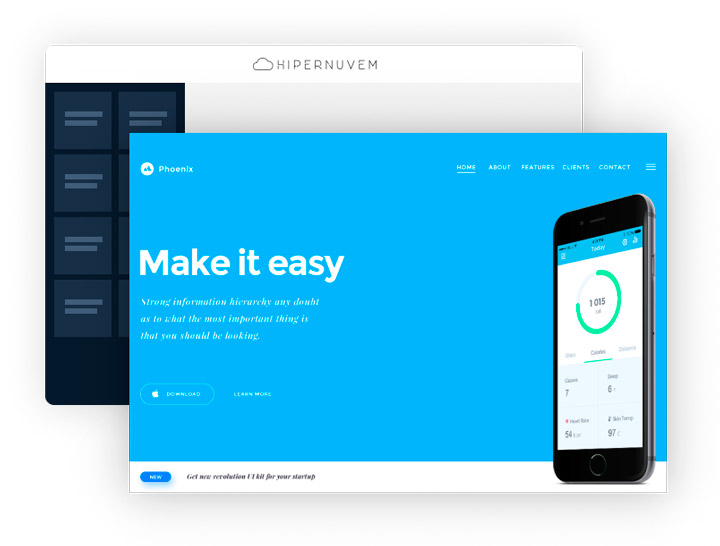 HIPERNUVEM
Phoenix
HOME ABOUT FEATURES CLIENTS CONTACT
Make it easy
Strong information hierarchy any doubt
as to what the most important thing is
that you should be looking.
DOWNLOAD LEARN MORE
NEW Get new revolution UI kit for your startup
Today
1 015
Calories Distance
Sleep
7
6
Heart Rate Skin Temp
54
97 C